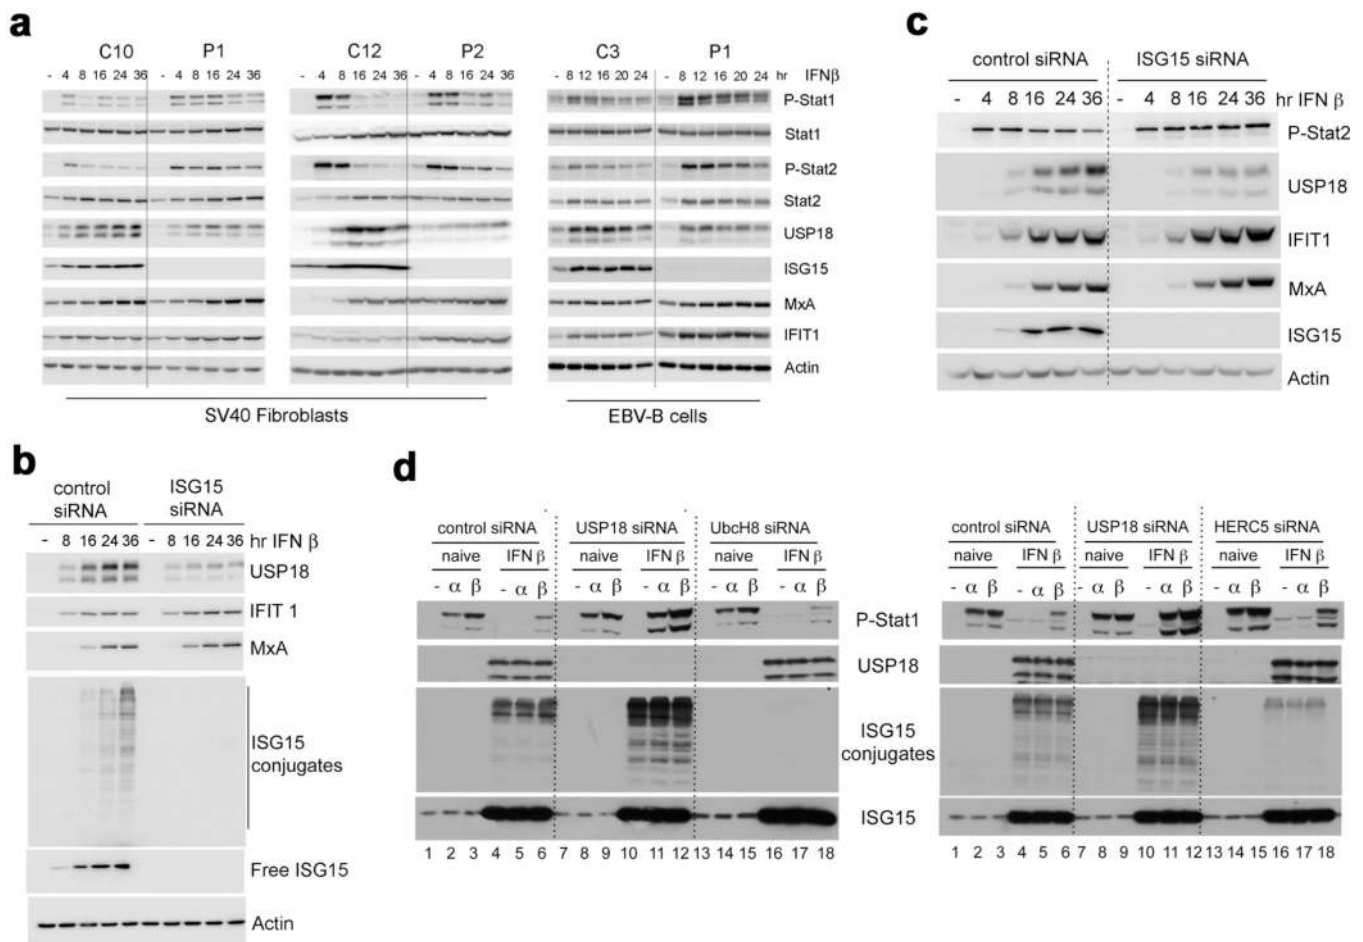 a
C10 P1 C12 P2 C3 P1
- 4 8 16 24 36 - 4 8 16 24 36 - 4 8 16 24 36 - 4 8 16 24 36 - 8 12 16 20 24 - 8 12 16 20 24 hr IFNβ
P-Stat1
Stat1
P-Stat2
Stat2
USP18
ISG15
MxA
IFIT1
Actin
SV40 Fibroblasts EBV-B cells
c
control siRNA ISG15 siRNA
- 4 8 16 24 36 - 4 8 16 24 36 hr IFN β
P-Stat2
USP18
IFIT1
MxA
ISG15
Actin
b
control siRNA ISG15 siRNA
- 8 16 24 36 - 8 16 24 36 hr IFN β
USP18
IFIT 1
MxA
ISG15
conjugates
Free ISG15
Actin
d
control siRNA USP18 siRNA UbcH8 siRNA control siRNA USP18 siRNA HERC5 siRNA
naive IFN β naive IFN β naive IFN β naive IFN β naive IFN β naive IFN β
- α β - α β - α β - α β - α β - α β - α β - α β - α β - α β - α β - α β
P-Stat1
USP18
ISG15
conjugates
ISG15
1 2 3 4 5 6 7 8 9 10 11 12 13 14 15 16 17 18 1 2 3 4 5 6 7 8 9 10 11 12 13 14 15 16 17 18